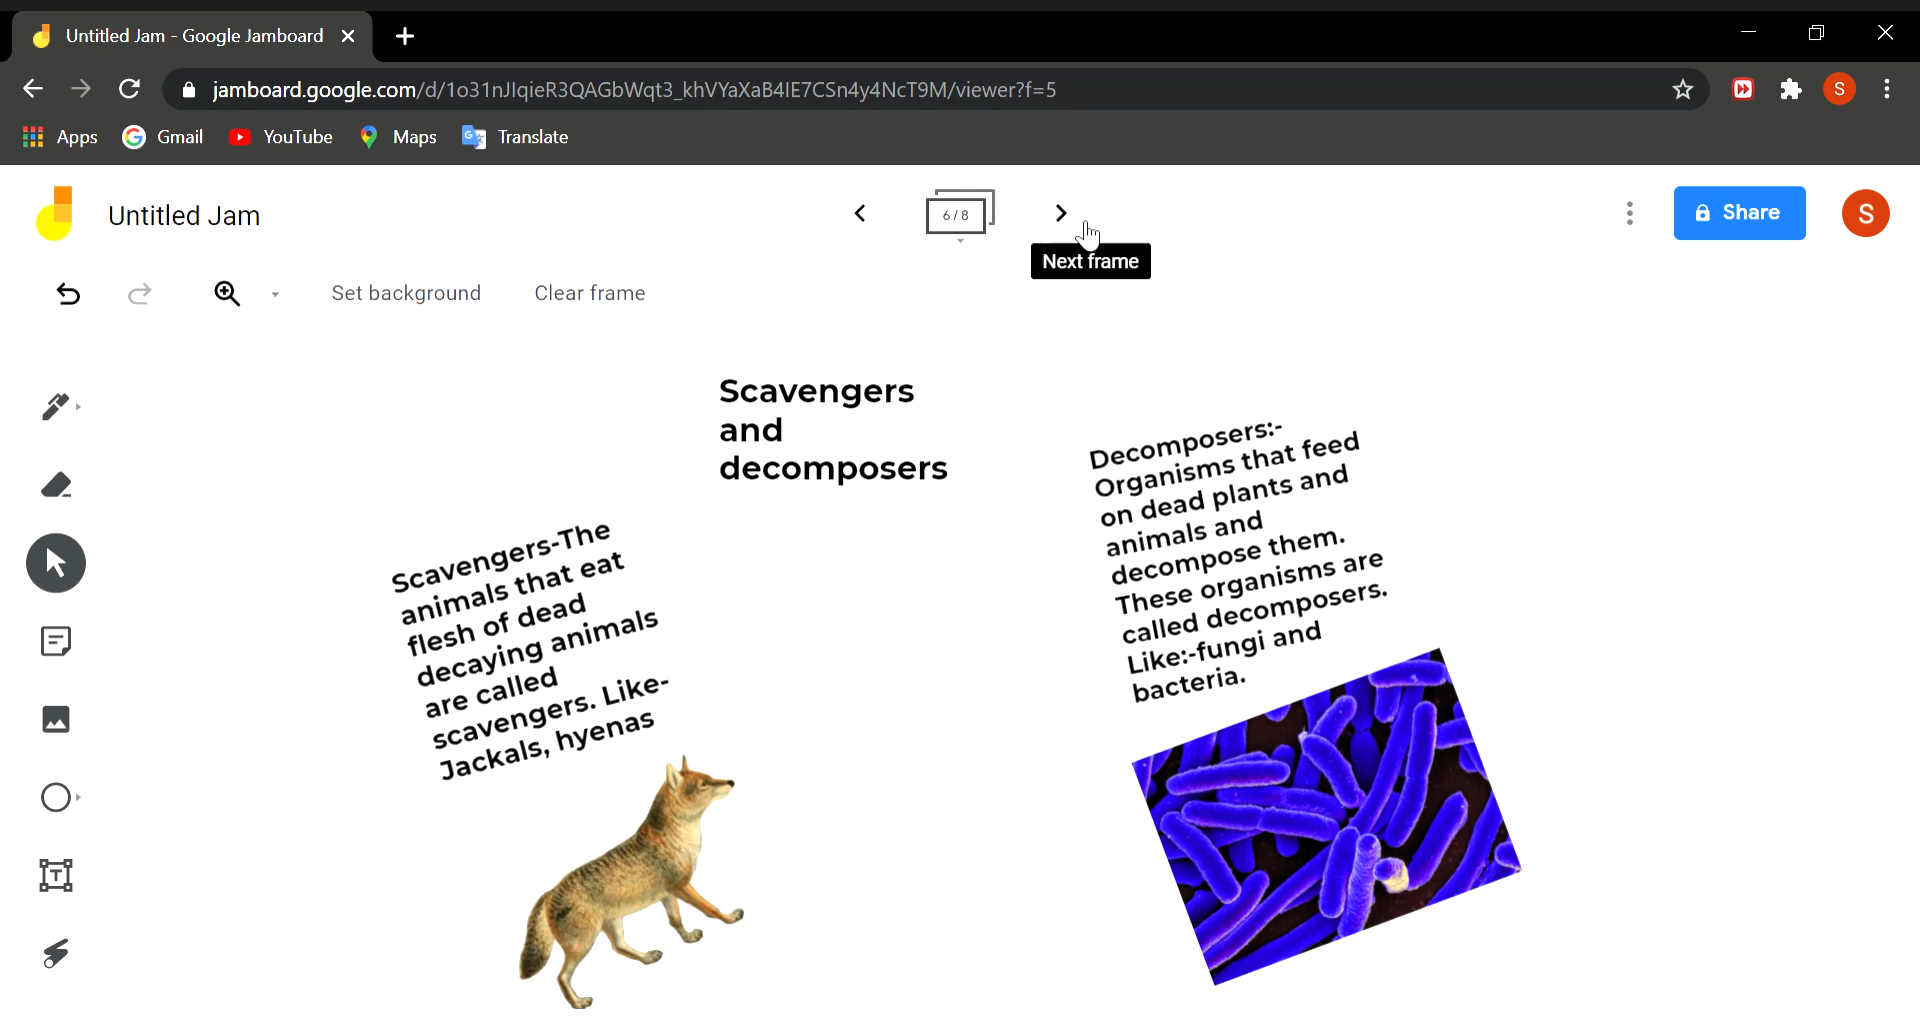 Untitled Jam - Google Jamboard
jamboard.google.com/d/1o31nJIqieR3QAGbWqt3_khVYaXaB4IE7CSn4y4NcT9M/viewer?f=5
S
Apps
Gmail
YouTube
Maps
Translate
Untitled Jam
6 / 8
Share
S
Next frame
Set background
Clear frame
Scavengers
and
decomposers
Scavengers-The
animals that eat
flesh of dead
decaying animals
are called
scavengers. Like-
Jackals, hyenas
Decomposers:-
Organisms that feed
on dead plants and
animals and
decompose them.
These organisms are
called decomposers.
Like:-fungi and
bacteria.